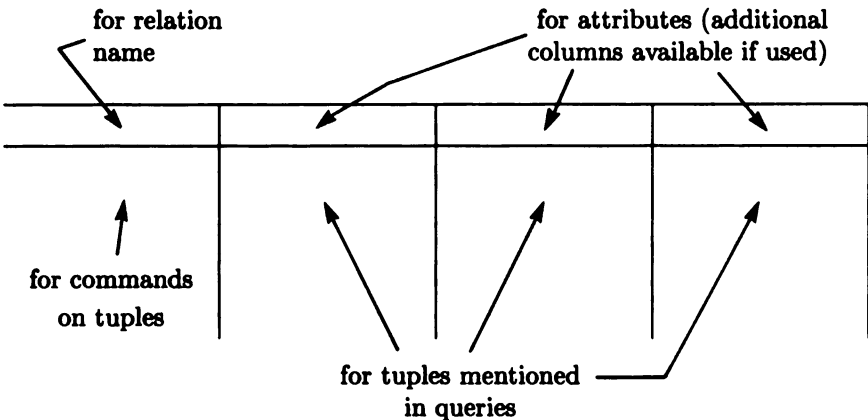 for relation
name
for attributes (additional
columns available if used)
for commands
on tuples
for tuples mentioned
in queries